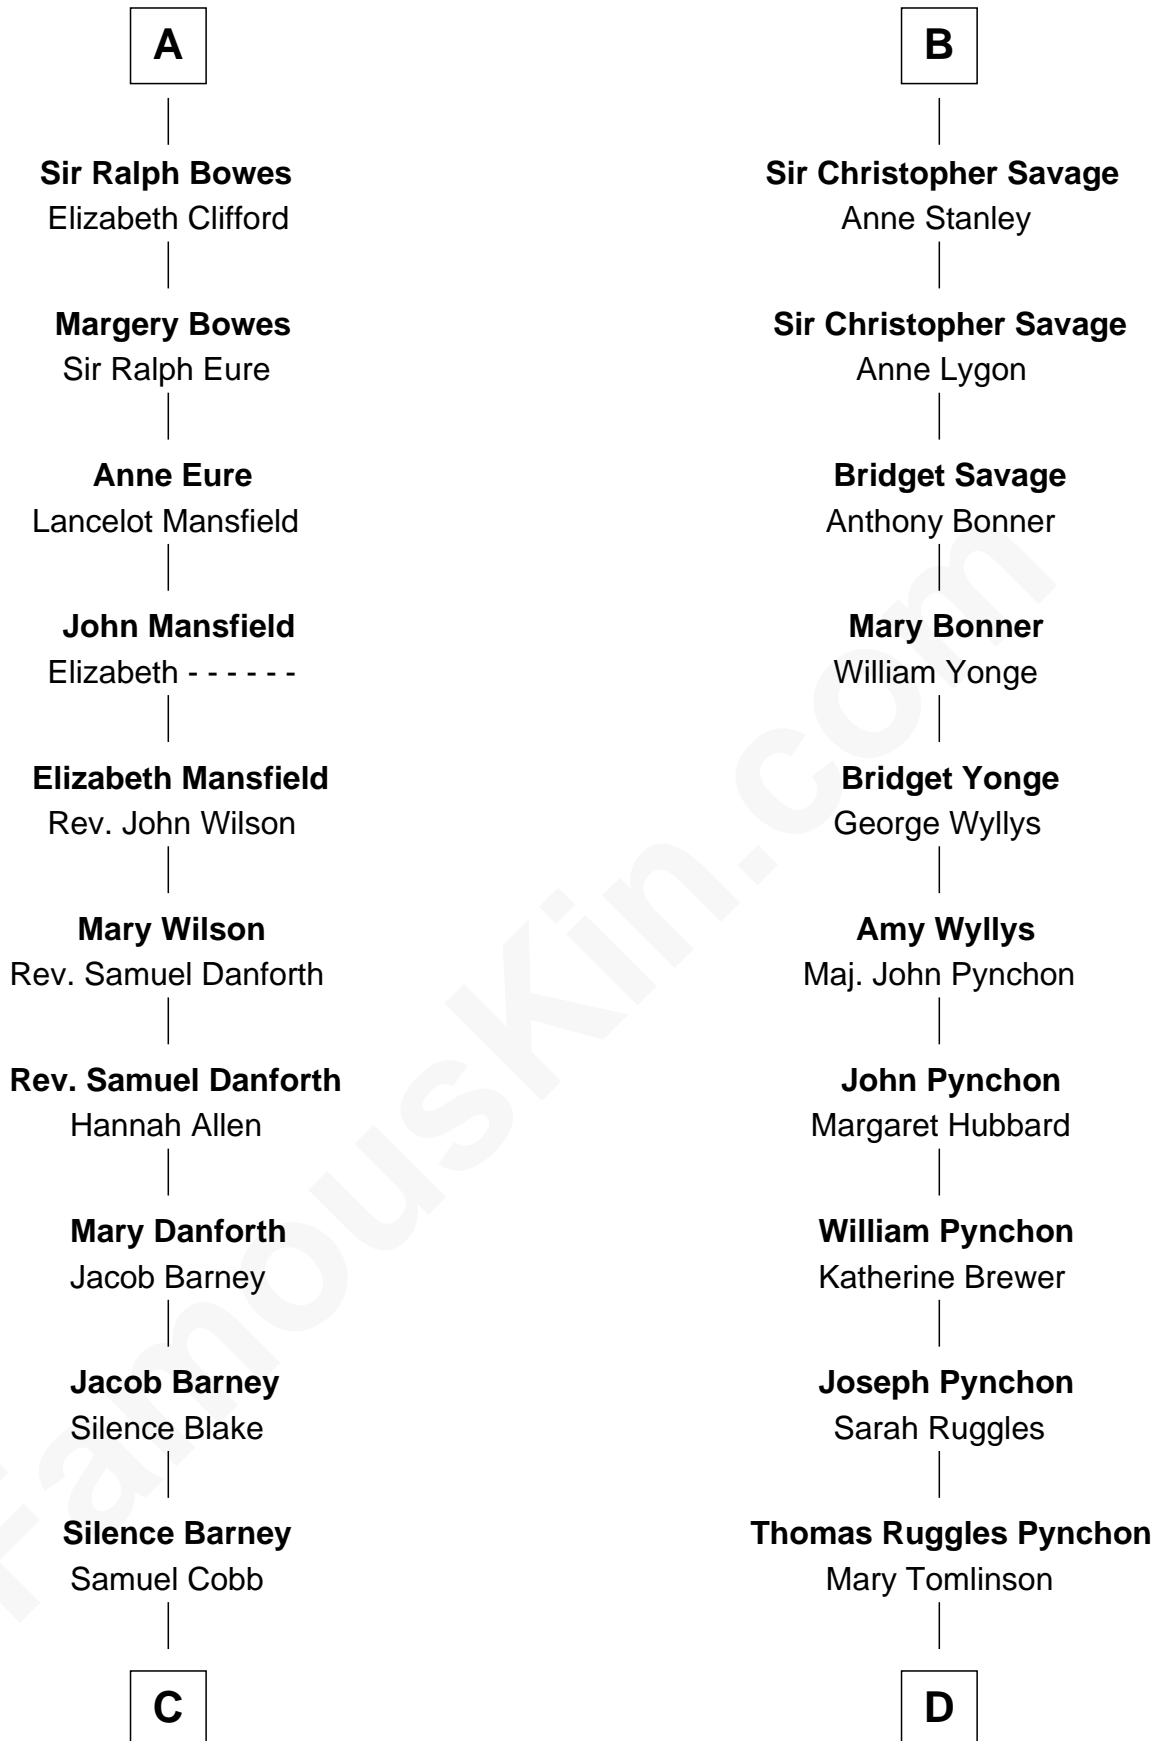 A
Sir Ralph Bowes
Elizabeth Clifford
Margery Bowes
Sir Ralph Eure
Anne Eure
Lancelot Mansfield
John Mansfield
Elizabeth - - - - - -
Elizabeth Mansfield
Rev. John Wilson
Mary Wilson
Rev. Samuel Danforth
Rev. Samuel Danforth
Hannah Allen
Mary Danforth
Jacob Barney
Jacob Barney
Silence Blake
Silence Barney
Samuel Cobb
C
B
Sir Christopher Savage
Anne Stanley
Sir Christopher Savage
Anne Lygon
Bridget Savage
Anthony Bonner
Mary Bonner
William Yonge
Bridget Yonge
George Wyllys
Amy Wyllys
Maj. John Pynchon
John Pynchon
Margaret Hubbard
William Pynchon
Katherine Brewer
Joseph Pynchon
Sarah Ruggles
Thomas Ruggles Pynchon
Mary Tomlinson
D
FamousKin.com